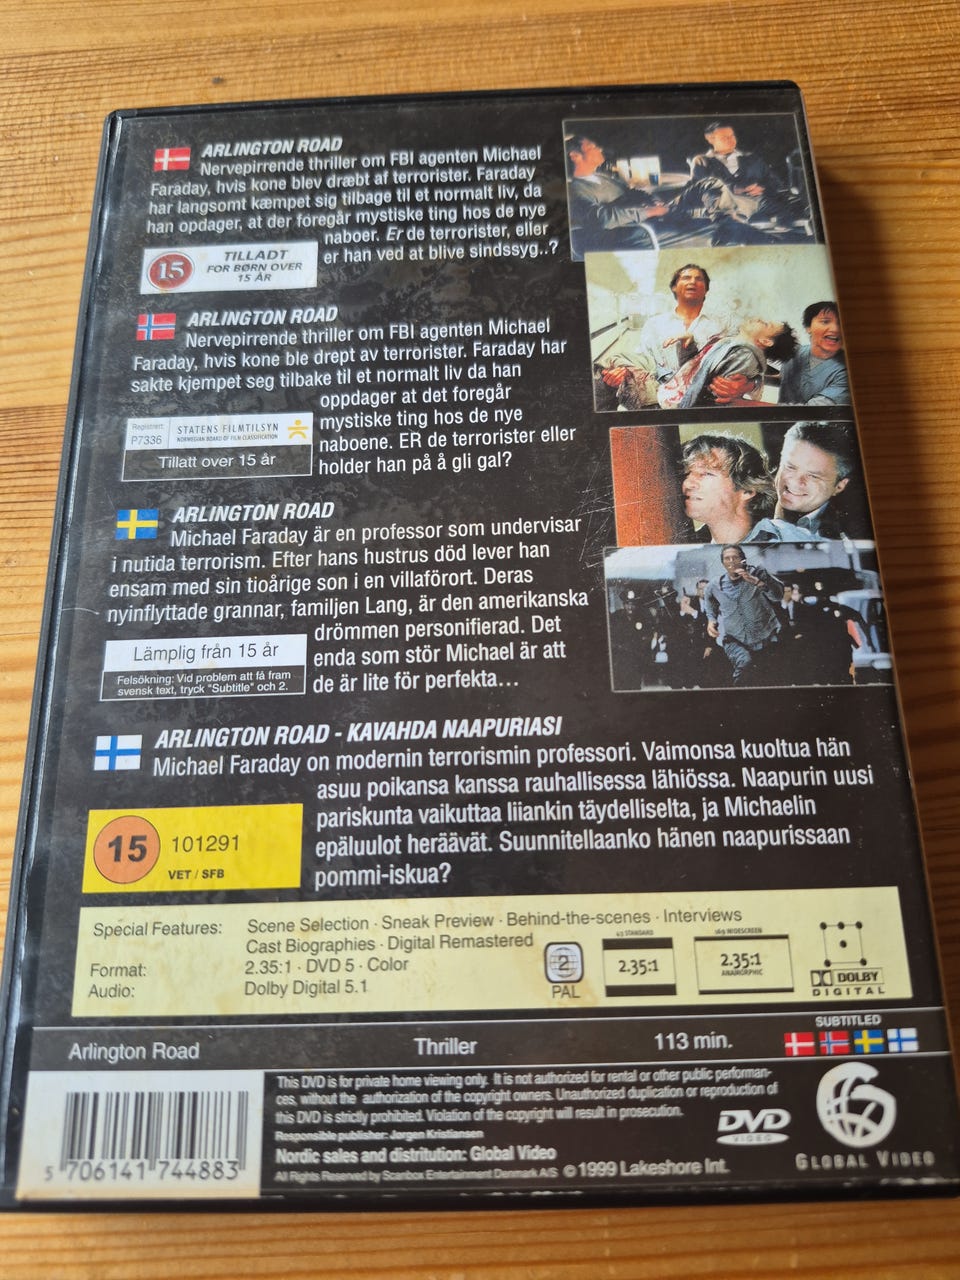 ARLINGTON ROAD
Nervepirrende thriller om FBI agenten Michael
Faraday, hvis kone blev dræbt af terrorister. Faraday
har langsomt kæmpet sig tilbage til et normalt liv, da
han opdager, at der foregår mystiske ting hos de nye
naboer. Er de terrorister, eller
er han ved at blive sindssyg..?
15
TILLADT
FOR BØRN OVER
15 ÅR
ARLINGTON ROAD
Nervepirrende thriller om FBI agenten Michael
Faraday, hvis kone ble drept av terrorister. Faraday har
sakte kjempet seg tilbake til et normalt liv da han
oppdager at det foregår
mystiske ting hos de nye
naboene. ER de terrorister eller
holder han på å gli gal?
Registrert:
P7336
STATENS FILMTILSYN
NORWEGIAN BOARD OF FILM CLASSIFICATION
Tillatt over 15 år
ARLINGTON ROAD
Michael Faraday är en professor som undervisar
i nutida terrorism. Efter hans hustrus död lever han
ensam med sin tioårige son i en villaförort. Deras
nyinflyttade grannar, familjen Lang, är den amerikanska
drömmen personifierad. Det
enda som stör Michael är att
de är lite för perfekta...
Lämplig från 15 år
Felsökning: Vid problem att få fram
svensk text, tryck "Subtitle" och 2.
ARLINGTON ROAD - KAVAHDA NAAPURIASI
Michael Faraday on modernin terrorismin professori. Vaimonsa kuoltua hän
asuu poikansa kanssa rauhallisessa lähiössa. Naapurin uusi
pariskunta vaikuttaa liiankin täydelliselta, ja Michaelin
epäluulot heräävät. Suunnitellaanko hänen naapurissaan
pommi-iskua?
15
101291
VET / SFB
Special Features: Scene Selection · Sneak Preview · Behind-the-scenes · Interviews
Cast Biographies · Digital Remastered
Format: 2.35:1 · DVD 5 · Color
Audio: Dolby Digital 5.1
2
PAL
4:3 STANDARD
2.35:1
16:9 WIDESCREEN
2.35:1
ANAMORPHIC
DOLBY
DIGITAL
Arlington Road Thriller 113 min.
SUBTITLED
This DVD is for private home viewing only. It is not authorized for rental or other public performan-
ces, without the authorization of the copyright owners. Unauthorized duplication or reproduction of
this DVD is strictly prohibited. Violation of the copyright will result in prosecution.
Responsible publisher: Jørgen Kristiansen
Nordic sales and distribution: Global Video
All Rights Reserved by Scanbox Entertainment Denmark A/S © 1999 Lakeshore Int.
DVD
VIDEO
GLOBAL VIDEO
5 706141 744883